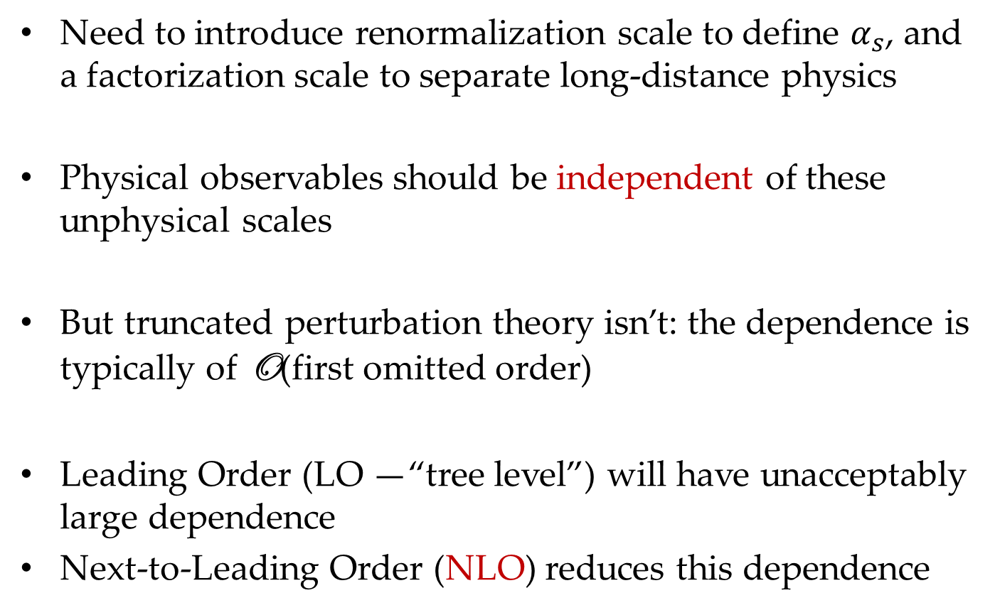 • Need to introduce renormalization scale to define αₛ, and
a factorization scale to separate long-distance physics
• Physical observables should be independent of these
unphysical scales
• But truncated perturbation theory isn’t: the dependence is
typically of 𝒪(first omitted order)
• Leading Order (LO —“tree level”) will have unacceptably
large dependence
• Next-to-Leading Order (NLO) reduces this dependence